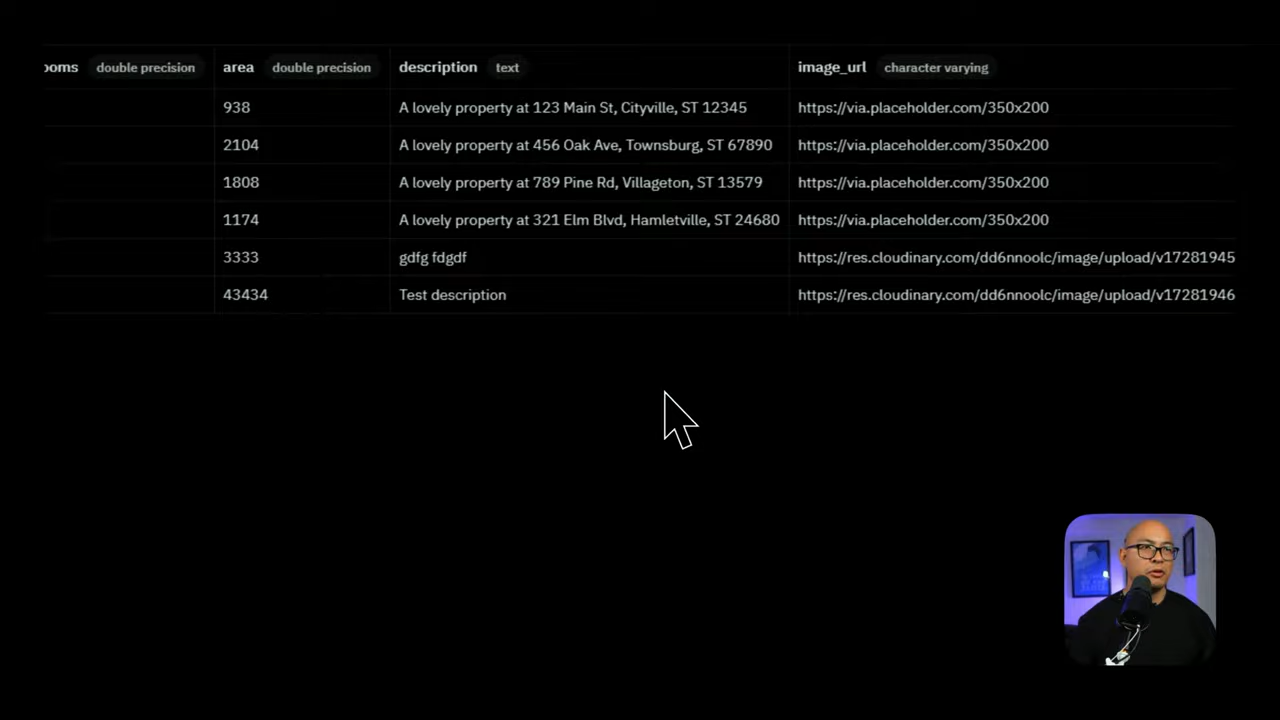 ooms double precision area double precision description text image_url character varying
938 A lovely property at 123 Main St, Cityville, ST 12345 https://via.placeholder.com/350x200
2104 A lovely property at 456 Oak Ave, Townsburg, ST 67890 https://via.placeholder.com/350x200
1808 A lovely property at 789 Pine Rd, Villageton, ST 13579 https://via.placeholder.com/350x200
1174 A lovely property at 321 Elm Blvd, Hamletville, ST 24680 https://via.placeholder.com/350x200
3333 gdfg fdgdf https://res.cloudinary.com/dd6nnoolc/image/upload/v17281945
43434 Test description https://res.cloudinary.com/dd6nnoolc/image/upload/v17281946